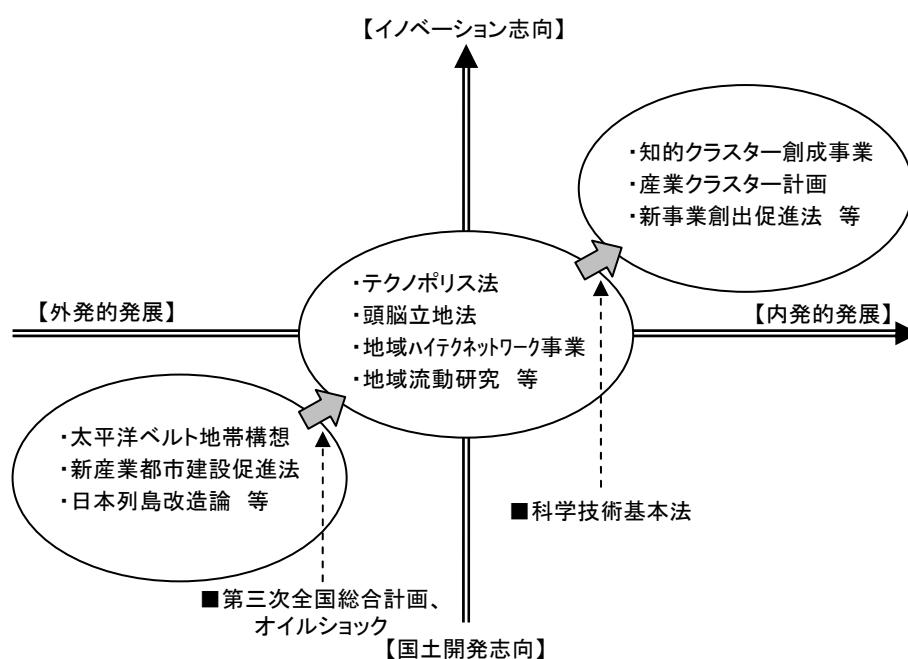 【イノベーション志向】
・知的クラスター創成事業
・産業クラスター計画
・新事業創出促進法 等
・テクノポリス法
・頭脳立地法
・地域ﾊｲﾃｸﾈｯﾄﾜｰｸ事業
・地域流動研究 等
【外発的発展】
【内発的発展】
・太平洋ベルト地帯構想
・新産業都市建設促進法
・日本列島改造論 等
■科学技術基本法
■第三次全国総合計画、
オイルショック
【国土開発志向】